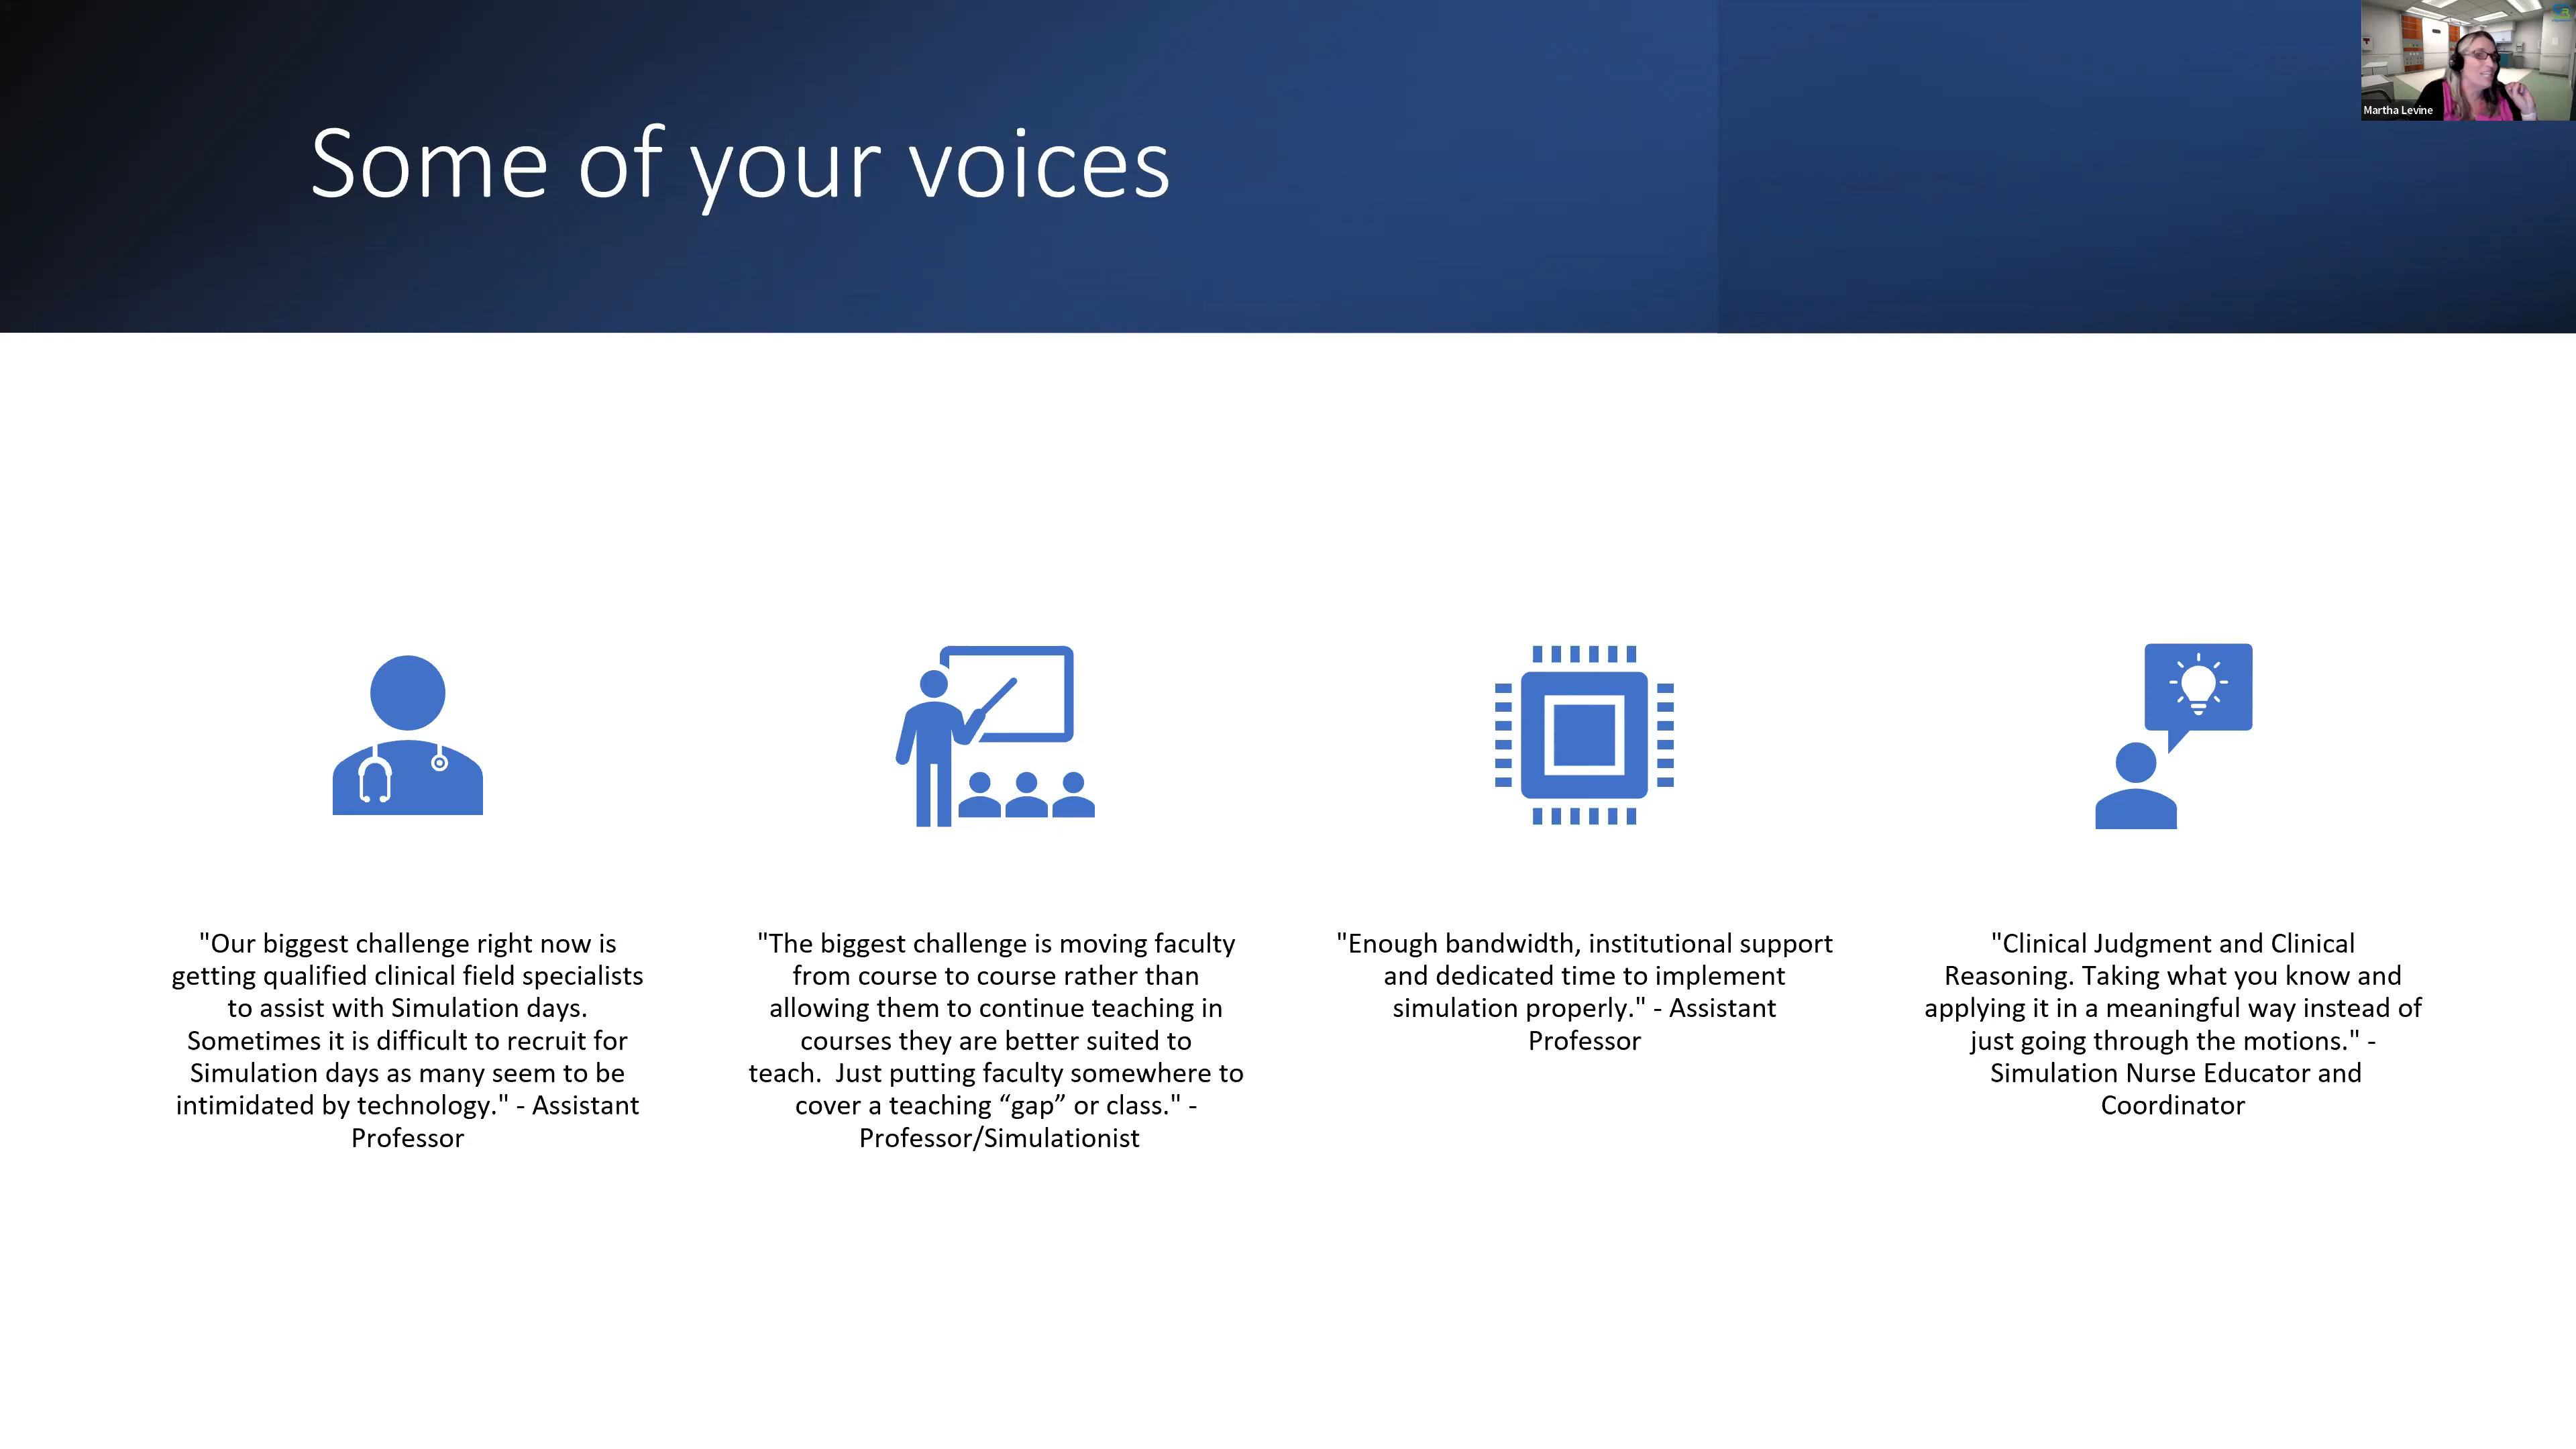 Some of your voices
Martha Levine
"Our biggest challenge right now is
getting qualified clinical field specialists
to assist with Simulation days.
Sometimes it is difficult to recruit for
Simulation days as many seem to be
intimidated by technology." - Assistant
Professor
"The biggest challenge is moving faculty
from course to course rather than
allowing them to continue teaching in
courses they are better suited to
teach.  Just putting faculty somewhere to
cover a teaching “gap” or class." -
Professor/Simulationist
"Enough bandwidth, institutional support
and dedicated time to implement
simulation properly." - Assistant
Professor
"Clinical Judgment and Clinical
Reasoning. Taking what you know and
applying it in a meaningful way instead of
just going through the motions." -
Simulation Nurse Educator and
Coordinator